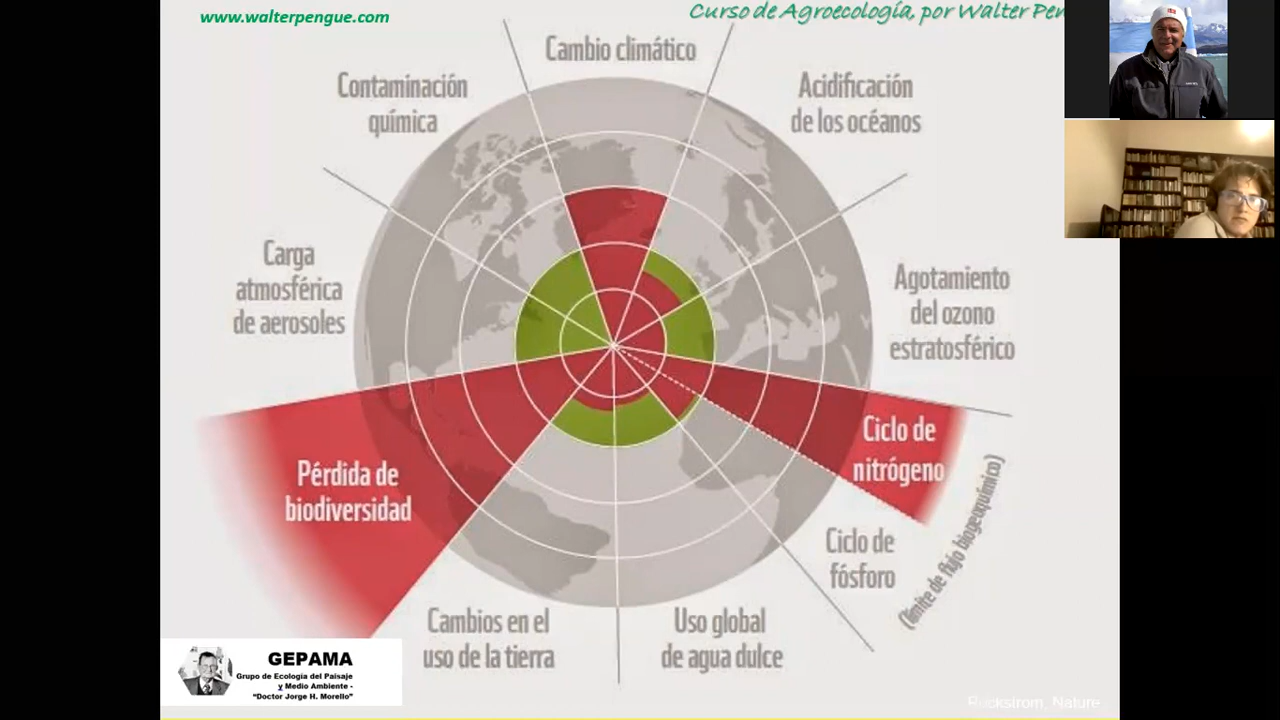 www.walterpengue.com
Curso de Agroecología, por Walter
Cambio climático
Contaminación
química
Acidificación
de los océanos
Carga
atmosférica
de aerosoles
Agotamiento
del ozono
estratosférico
Ciclo de
nitrógeno
Pérdida de
biodiversidad
(límite de flujo biogeoquímico)
Ciclo de
fósforo
Cambios en el
uso de la tierra
Uso global
de agua dulce
GEPAMA
Grupo de Ecología del Paisaje
y Medio Ambiente -
"Doctor Jorge H. Morello"
Rockstrom, Nature